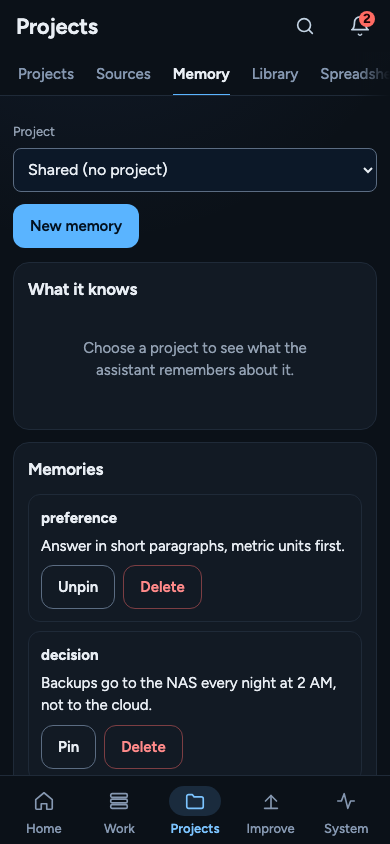 Projects
2
Projects Sources Memory Library Spreadshe
Project
Shared (no project)
New memory
What it knows
Choose a project to see what the
assistant remembers about it.
Memories
preference
Answer in short paragraphs, metric units first.
Unpin Delete
decision
Backups go to the NAS every night at 2 AM,
not to the cloud.
Pin Delete
Home Work Projects Improve System